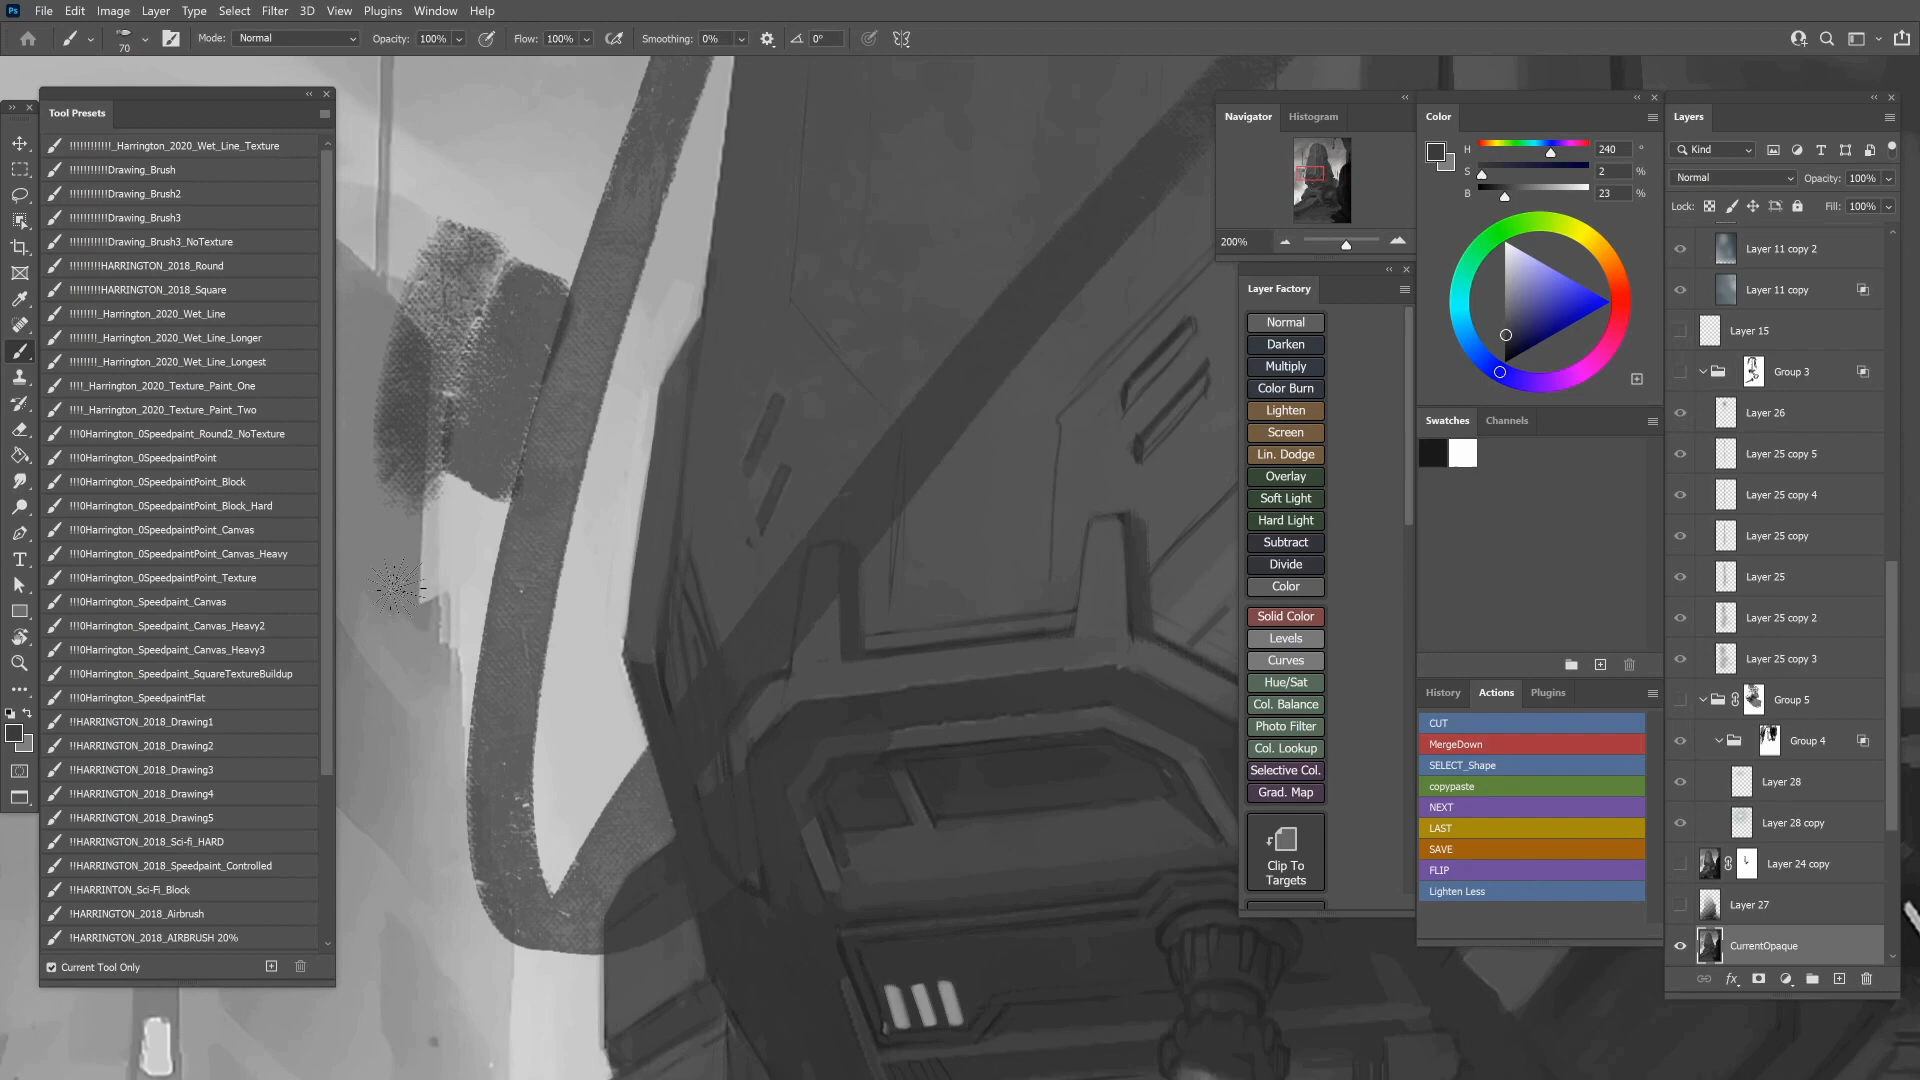 Ps File Edit Image Layer Type Select Filter 3D View Plugins Window Help
70 Mode: Normal Opacity: 100% Flow: 100% Smoothing: 0% 0°
Tool Presets
!!!!!!!!!!!!_Harrington_2020_Wet_Line_Texture
!!!!!!!!!!!Drawing_Brush
!!!!!!!!!!!Drawing_Brush2
!!!!!!!!!!!Drawing_Brush3
!!!!!!!!!!!Drawing_Brush3_NoTexture
!!!!!!!!!HARRINGTON_2018_Round
!!!!!!!!!HARRINGTON_2018_Square
!!!!!!!!_Harrington_2020_Wet_Line
!!!!!!!!_Harrington_2020_Wet_Line_Longer
!!!!!!!!_Harrington_2020_Wet_Line_Longest
!!!!_Harrington_2020_Texture_Paint_One
!!!!_Harrington_2020_Texture_Paint_Two
!!!0Harrington_0Speedpaint_Round2_NoTexture
!!!0Harrington_0SpeedpaintPoint
!!!0Harrington_0SpeedpaintPoint_Block
!!!0Harrington_0SpeedpaintPoint_Block_Hard
!!!0Harrington_0SpeedpaintPoint_Canvas
!!!0Harrington_0SpeedpaintPoint_Canvas_Heavy
!!!0Harrington_0SpeedpaintPoint_Texture
!!!0Harrington_Speedpaint_Canvas
!!!0Harrington_Speedpaint_Canvas_Heavy2
!!!0Harrington_Speedpaint_Canvas_Heavy3
!!!0Harrington_Speedpaint_SquareTextureBuildup
!!!0Harrington_SpeedpaintFlat
!!HARRINGTON_2018_Drawing1
!!HARRINGTON_2018_Drawing2
!!HARRINGTON_2018_Drawing3
!!HARRINGTON_2018_Drawing4
!!HARRINGTON_2018_Drawing5
!!HARRINGTON_2018_Sci-fi_HARD
!!HARRINGTON_2018_Speedpaint_Controlled
!!HARRINTON_Sci-Fi_Block
!HARRINGTON_2018_Airbrush
!HARRINGTON_2018_AIRBRUSH 20%
Current Tool Only
Navigator Histogram
200%
Layer Factory
Normal
Darken
Multiply
Color Burn
Lighten
Screen
Lin. Dodge
Overlay
Soft Light
Hard Light
Subtract
Divide
Color
Solid Color
Levels
Curves
Hue/Sat
Col. Balance
Photo Filter
Col. Lookup
Selective Col.
Grad. Map
Clip To
Targets
Color
H 240 °
S 2 %
B 23 %
Swatches Channels
History Actions Plugins
CUT
MergeDown
SELECT_Shape
copypaste
NEXT
LAST
SAVE
FLIP
Lighten Less
Layers
Kind
Normal Opacity: 100%
Lock: Fill: 100%
Layer 11 copy 2
Layer 11 copy
Layer 15
Group 3
Layer 26
Layer 25 copy 5
Layer 25 copy 4
Layer 25 copy
Layer 25
Layer 25 copy 2
Layer 25 copy 3
Group 5
Group 4
Layer 28
Layer 28 copy
Layer 24 copy
Layer 27
CurrentOpaque
fx